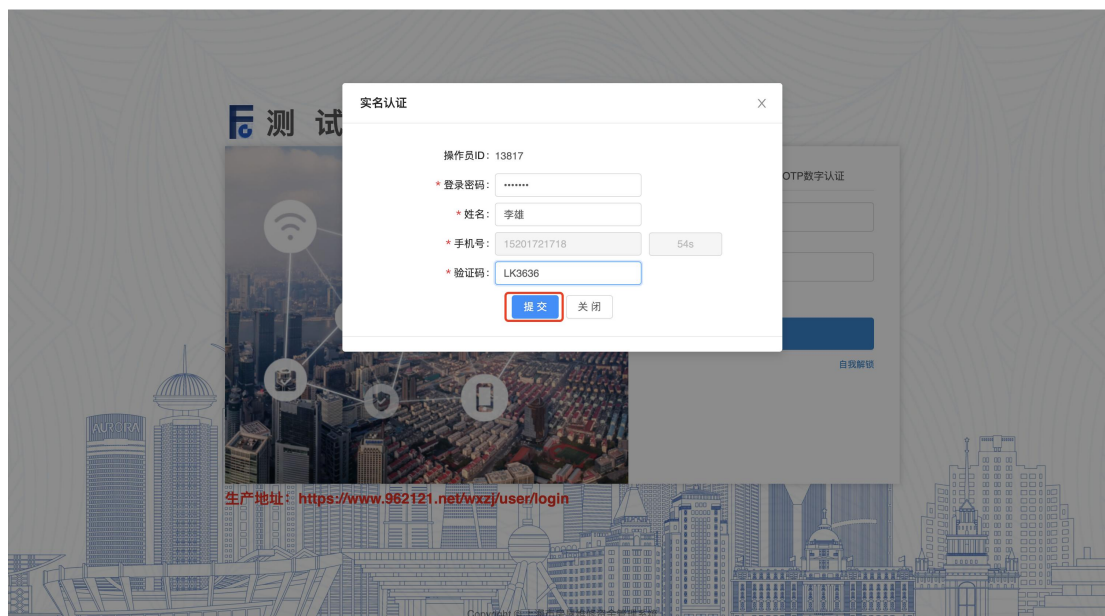 测 试
实名认证
操作员ID: 13817
* 登录密码: •••••••
* 姓名: 李雄
* 手机号: 15201721718 54s
* 验证码: LK3636
提 交 关 闭
OTP数字认证
自我解锁
AURORA
生产地址: https://www.962121.net/wxzj/user/login